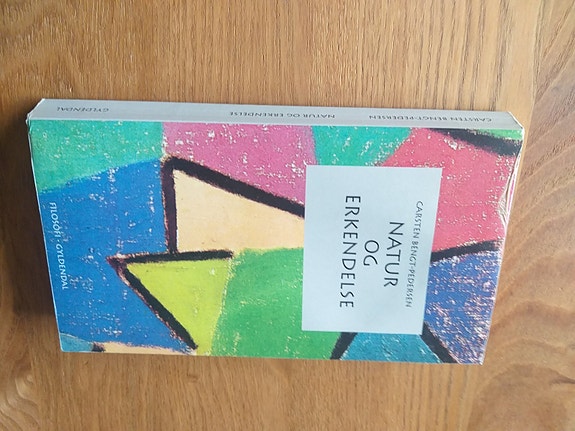 CARSTEN BENGT-PEDERSEN
NATUR
OG
ERKENDELSE
FILOSOFI · GYLDENDAL
CARSTEN BENGT-PEDERSEN
NATUR OG ERKENDELSE
GYLDENDAL